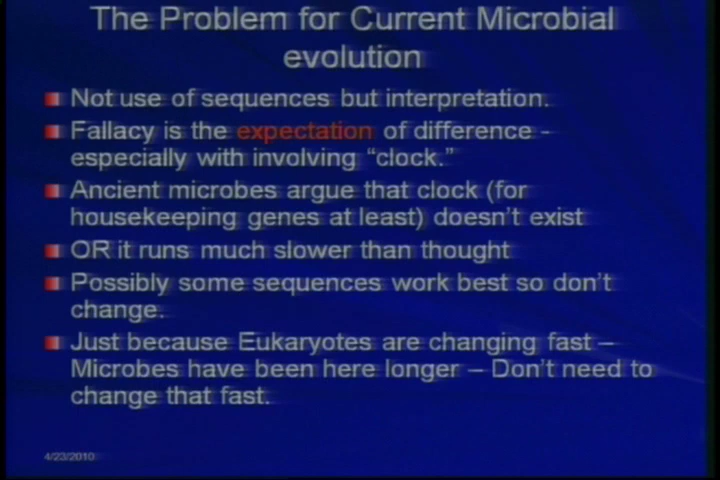 The Problem for Current Microbial
evolution
Not use of sequences but interpretation.
Fallacy is the expectation of difference -
especially with involving “clock.”
Ancient microbes argue that clock (for
housekeeping genes at least) doesn’t exist
OR it runs much slower than thought
Possibly some sequences work best so don’t
change.
Just because Eukaryotes are changing fast –
Microbes have been here longer – Don’t need to
change that fast.
4/23/2010